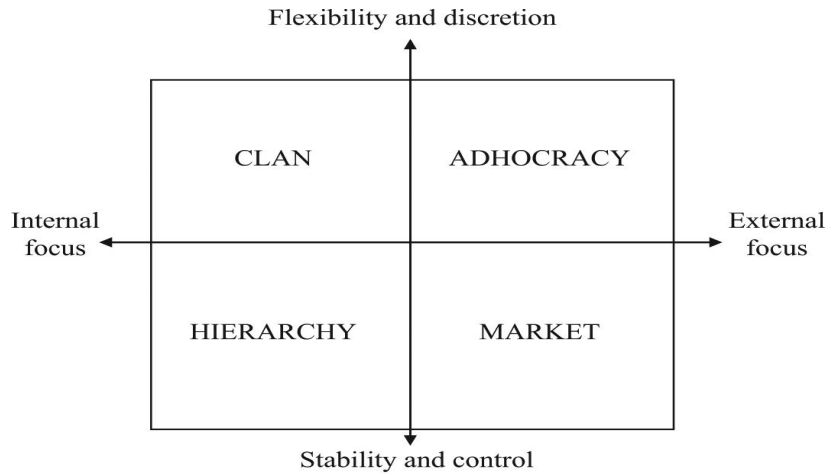 Flexibility and discretion
CLAN
ADHOCRACY
Internal
focus
External
focus
HIERARCHY
MARKET
Stability and control